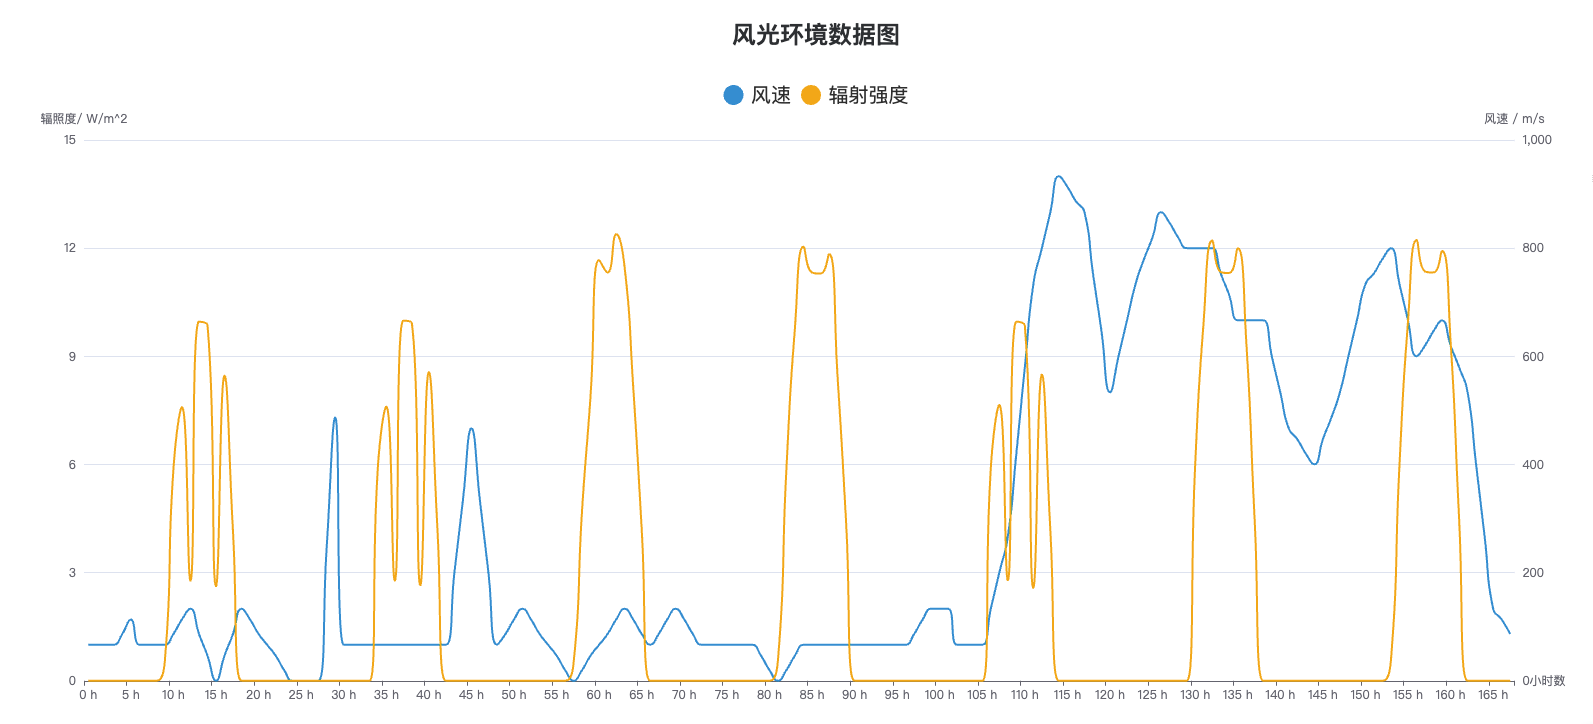 风光环境数据图
风速 辐射强度
辐照度/ W/m^2 风速 / m/s
15 1,000
12 800
9 600
6 400
3 200
0 0小时数
0 h 5 h 10 h 15 h 20 h 25 h 30 h 35 h 40 h 45 h 50 h 55 h 60 h 65 h 70 h 75 h 80 h 85 h 90 h 95 h 100 h 105 h 110 h 115 h 120 h 125 h 130 h 135 h 140 h 145 h 150 h 155 h 160 h 165 h